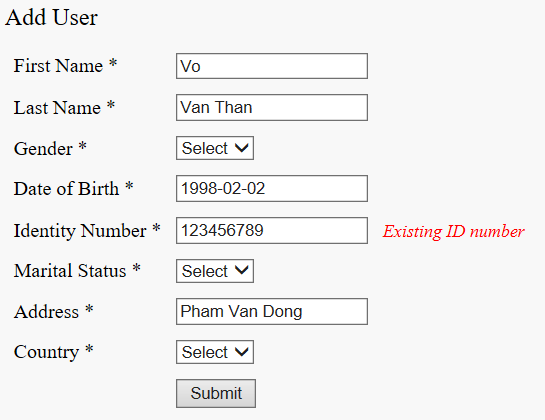 Add User
First Name * Vo
Last Name * Van Than
Gender * Select
Date of Birth * 1998-02-02
Identity Number * 123456789 Existing ID number
Marital Status * Select
Address * Pham Van Dong
Country * Select
Submit